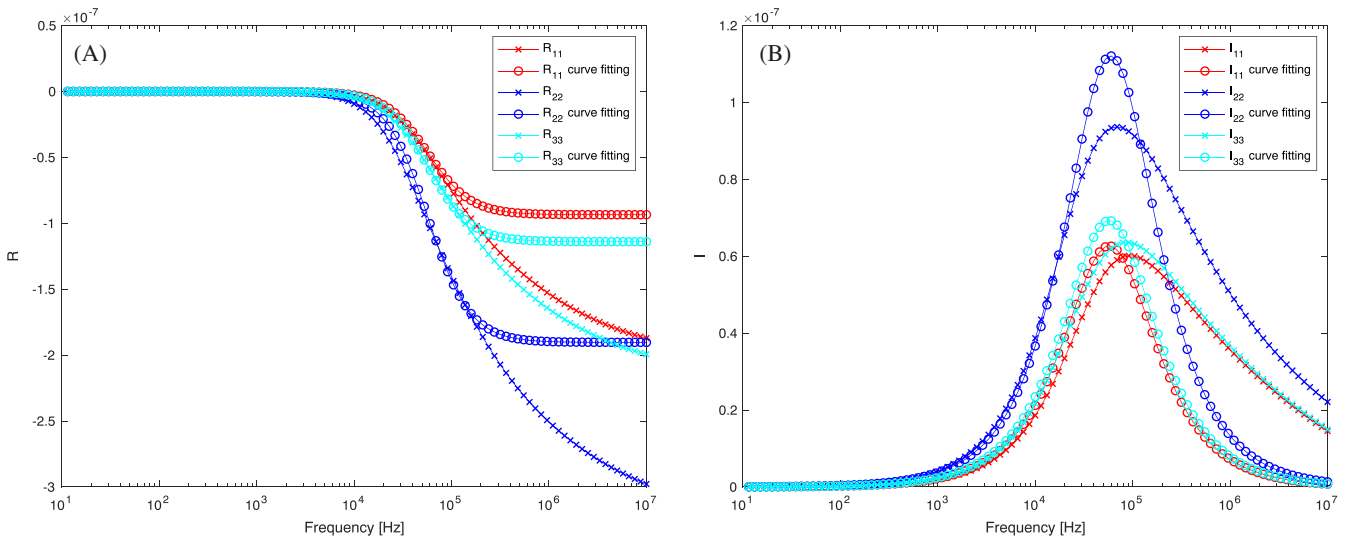 ×10⁻⁷
0.5
0
-0.5
-1
-1.5
-2
-2.5
-3
R
(A)
R₁₁
R₁₁ curve fitting
R₂₂
R₂₂ curve fitting
R₃₃
R₃₃ curve fitting
10¹ 10² 10³ 10⁴ 10⁵ 10⁶ 10⁷
Frequency [Hz]
×10⁻⁷
1.2
1
0.8
0.6
0.4
0.2
0
I
(B)
I₁₁
I₁₁ curve fitting
I₂₂
I₂₂ curve fitting
I₃₃
I₃₃ curve fitting
10¹ 10² 10³ 10⁴ 10⁵ 10⁶ 10⁷
Frequency [Hz]